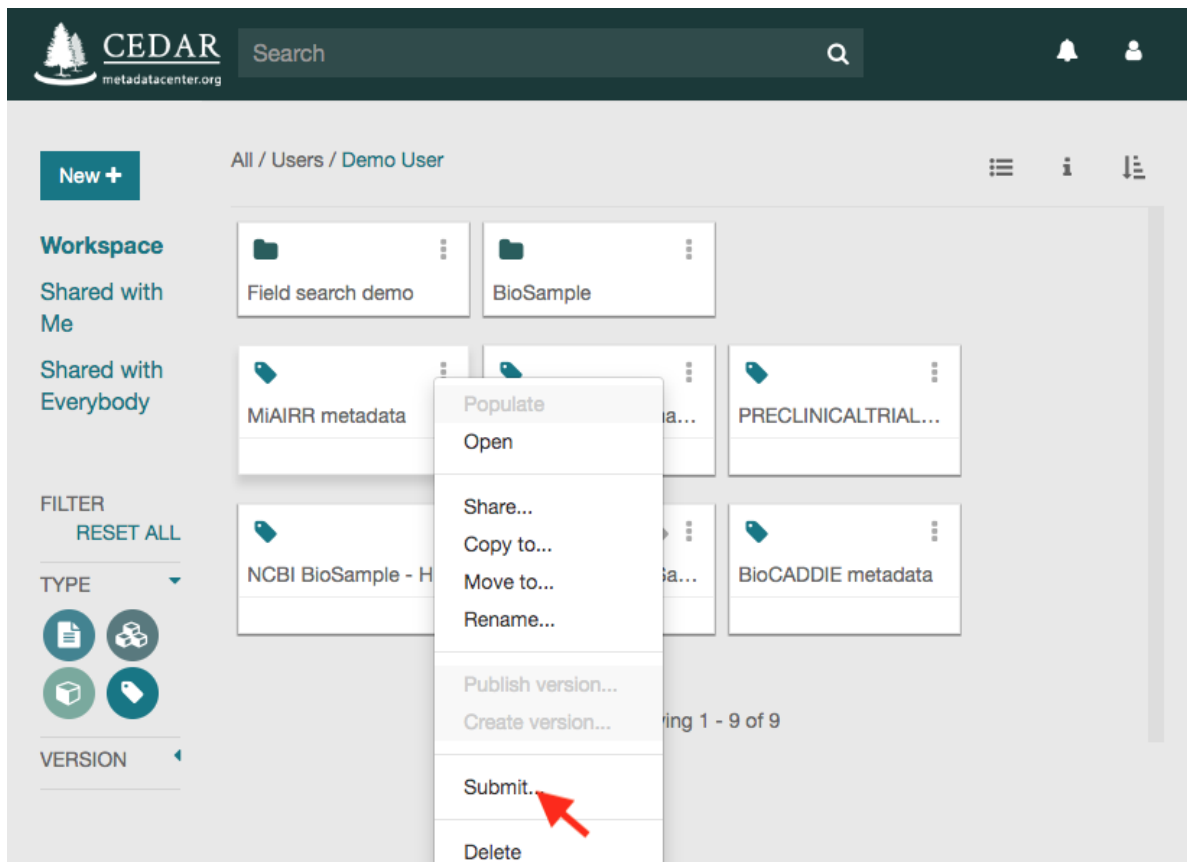 CEDAR
metadatacenter.org
Search
New +
All / Users / Demo User
Workspace
Shared with
Me
Shared with
Everybody
FILTER
RESET ALL
TYPE
VERSION
Field search demo
BioSample
MiAIRR metadata
a...
PRECLINICALTRIAL...
NCBI BioSample - H
a...
BioCADDIE metadata
Populate
Open
Share...
Copy to...
Move to...
Rename...
Publish version...
Create version...
Submit...
Delete
ing 1 - 9 of 9